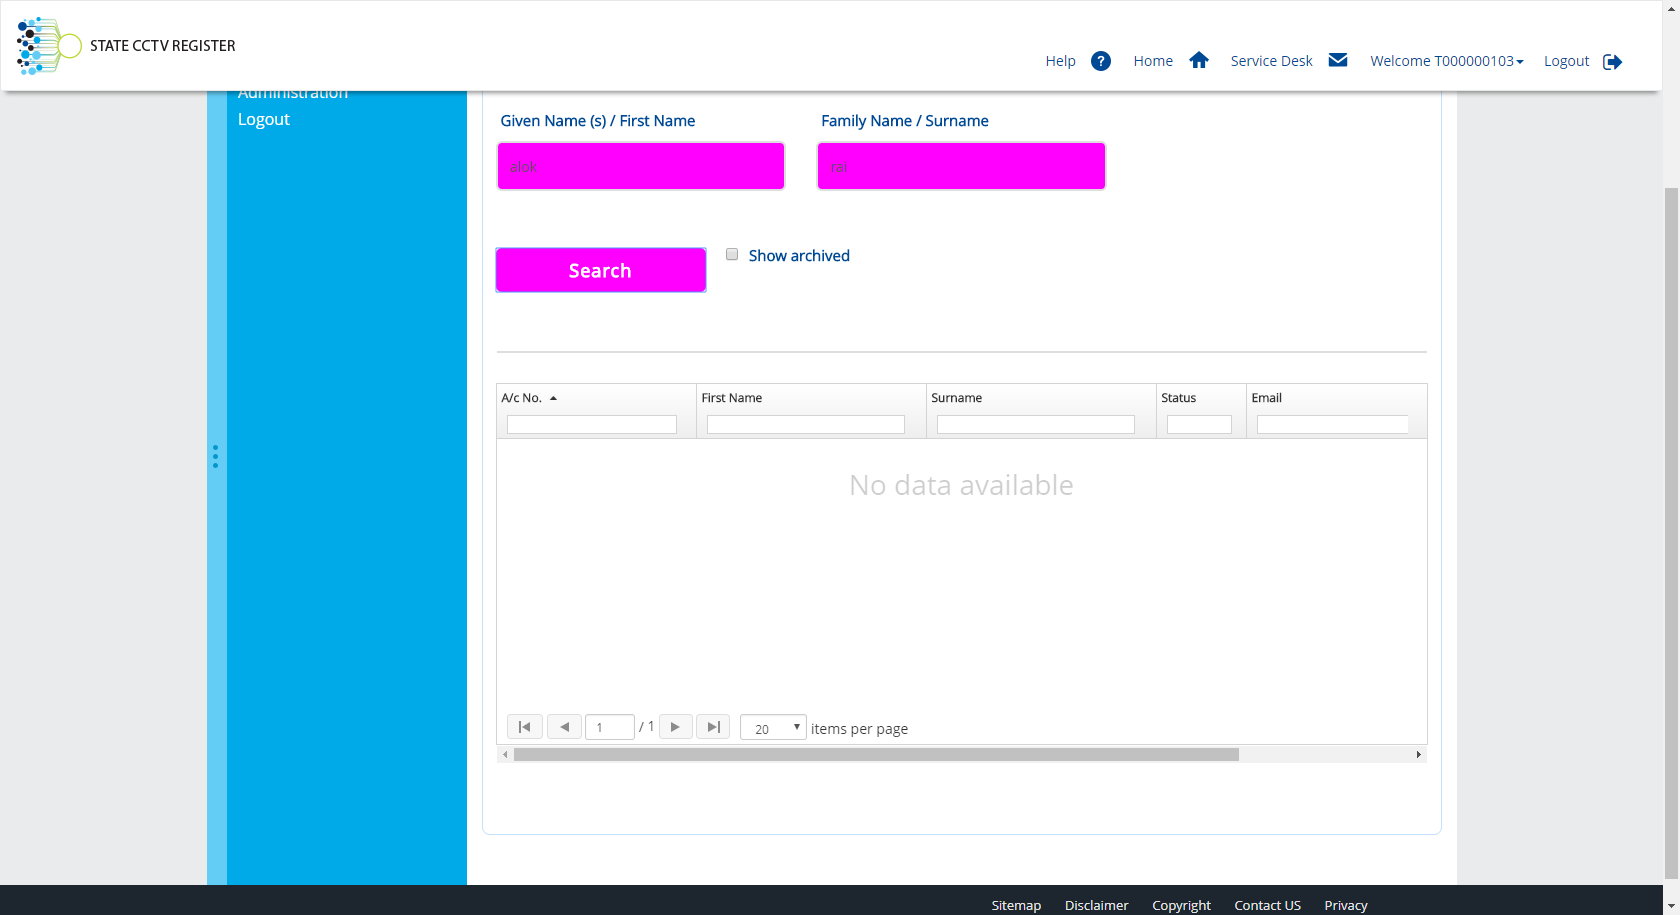 STATE CCTV REGISTER
Help ? Home Service Desk Welcome T000000103 Logout
Administration
Logout
Given Name (s) / First Name Family Name / Surname
alok rai
Search Show archived
A/c No. First Name Surname Status Email
No data available
1 / 1 20 items per page
Sitemap Disclaimer Copyright Contact US Privacy